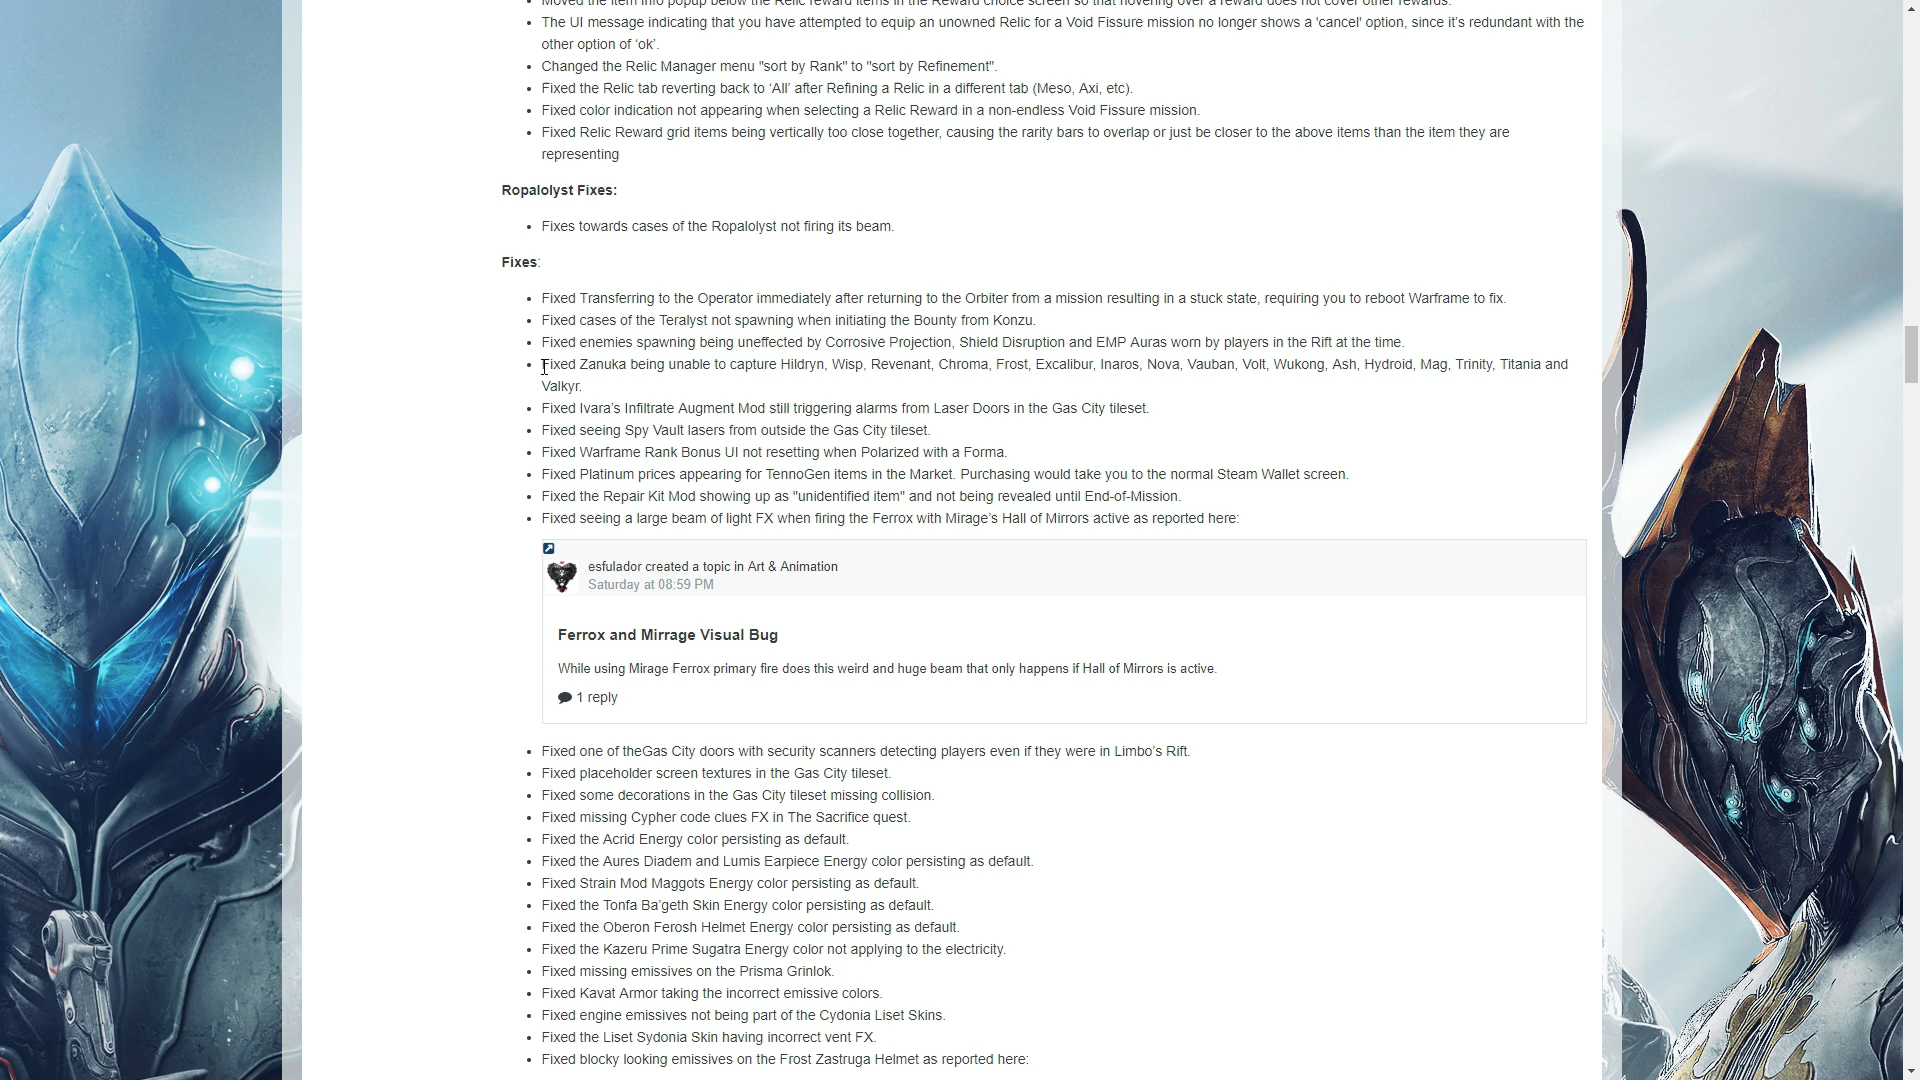 Moved the item info popup below the Relic reward items in the Reward choice screen so that hovering over a reward does not cover other rewards.
The UI message indicating that you have attempted to equip an unowned Relic for a Void Fissure mission no longer shows a 'cancel' option, since it’s redundant with the
other option of ‘ok’.
Changed the Relic Manager menu "sort by Rank" to "sort by Refinement".
Fixed the Relic tab reverting back to ‘All’ after Refining a Relic in a different tab (Meso, Axi, etc).
Fixed color indication not appearing when selecting a Relic Reward in a non-endless Void Fissure mission.
Fixed Relic Reward grid items being vertically too close together, causing the rarity bars to overlap or just be closer to the above items than the item they are
representing
Ropalolyst Fixes:
Fixes towards cases of the Ropalolyst not firing its beam.
Fixes:
Fixed Transferring to the Operator immediately after returning to the Orbiter from a mission resulting in a stuck state, requiring you to reboot Warframe to fix.
Fixed cases of the Teralyst not spawning when initiating the Bounty from Konzu.
Fixed enemies spawning being uneffected by Corrosive Projection, Shield Disruption and EMP Auras worn by players in the Rift at the time.
Fixed Zanuka being unable to capture Hildryn, Wisp, Revenant, Chroma, Frost, Excalibur, Inaros, Nova, Vauban, Volt, Wukong, Ash, Hydroid, Mag, Trinity, Titania and
Valkyr.
Fixed Ivara’s Infiltrate Augment Mod still triggering alarms from Laser Doors in the Gas City tileset.
Fixed seeing Spy Vault lasers from outside the Gas City tileset.
Fixed Warframe Rank Bonus UI not resetting when Polarized with a Forma.
Fixed Platinum prices appearing for TennoGen items in the Market. Purchasing would take you to the normal Steam Wallet screen.
Fixed the Repair Kit Mod showing up as "unidentified item" and not being revealed until End-of-Mission.
Fixed seeing a large beam of light FX when firing the Ferrox with Mirage’s Hall of Mirrors active as reported here:
esfulador created a topic in Art & Animation
Saturday at 08:59 PM
Ferrox and Mirrage Visual Bug
While using Mirage Ferrox primary fire does this weird and huge beam that only happens if Hall of Mirrors is active.
1 reply
Fixed one of theGas City doors with security scanners detecting players even if they were in Limbo’s Rift.
Fixed placeholder screen textures in the Gas City tileset.
Fixed some decorations in the Gas City tileset missing collision.
Fixed missing Cypher code clues FX in The Sacrifice quest.
Fixed the Acrid Energy color persisting as default.
Fixed the Aures Diadem and Lumis Earpiece Energy color persisting as default.
Fixed Strain Mod Maggots Energy color persisting as default.
Fixed the Tonfa Ba’geth Skin Energy color persisting as default.
Fixed the Oberon Ferosh Helmet Energy color persisting as default.
Fixed the Kazeru Prime Sugatra Energy color not applying to the electricity.
Fixed missing emissives on the Prisma Grinlok.
Fixed Kavat Armor taking the incorrect emissive colors.
Fixed engine emissives not being part of the Cydonia Liset Skins.
Fixed the Liset Sydonia Skin having incorrect vent FX.
Fixed blocky looking emissives on the Frost Zastruga Helmet as reported here: